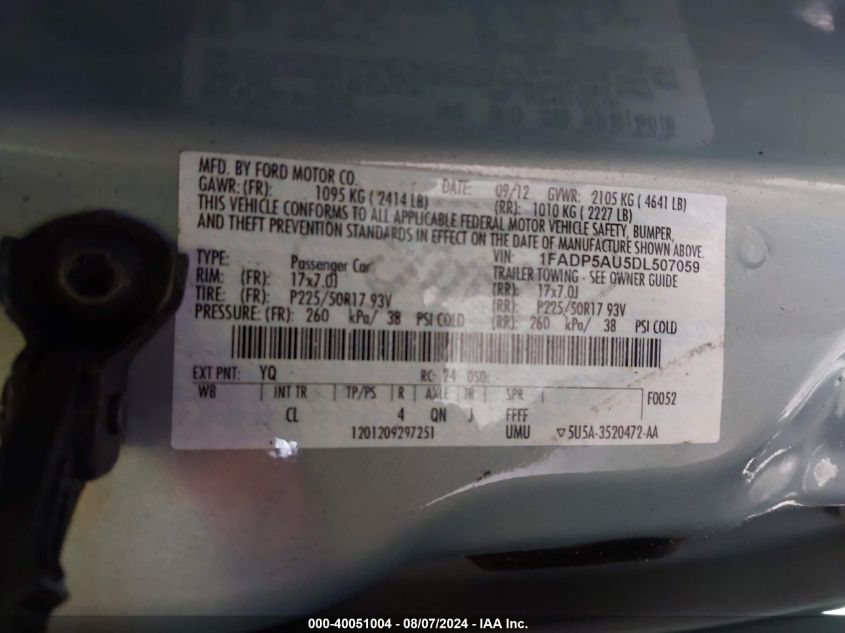 MFD. BY FORD MOTOR CO. DATE: 09/12 GVWR: 2105 KG ( 4641 LB)
GAWR: (FR): 1095 KG ( 2414 LB) (RR): 1010 KG ( 2227 LB)
THIS VEHICLE CONFORMS TO ALL APPLICABLE FEDERAL MOTOR VEHICLE SAFETY, BUMPER,
AND THEFT PREVENTION STANDARDS IN EFFECT ON THE DATE OF MANUFACTURE SHOWN ABOVE.
VIN: 1FADP5AU5DL507059
TYPE: Passenger Car TRAILER TOWING - SEE OWNER GUIDE
RIM: (FR): 17x7.0J (RR): 17x7.0J
TIRE: (FR): P225/50R17 93V (RR): P225/50R17 93V
PRESSURE: (FR): 260 kPa/ 38 PSI COLD (RR): 260 kPa/ 38 PSI COLD
EXT PNT: YQ RC: 24 DSO:
WB INT TR TP/PS R AXLE TR SPR F0052
CL 4 QN J FFFF
1201209297251 UMU ▽5U5A-3520472-AA
000-40051004 - 08/07/2024 - IAA Inc.